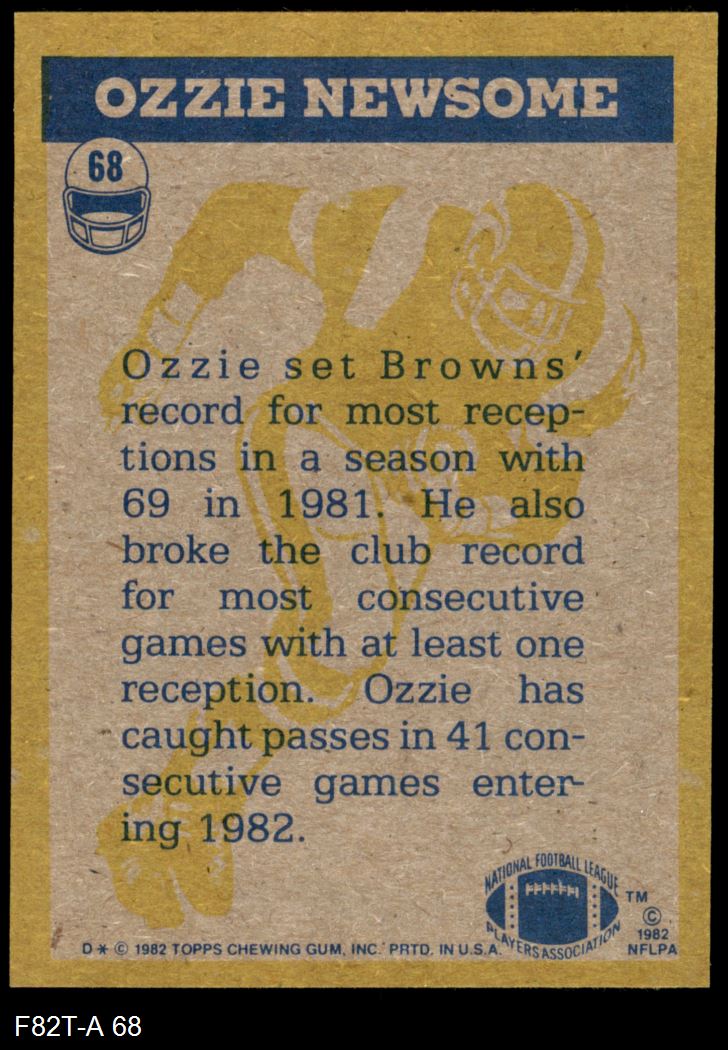 OZZIE NEWSOME
68
Ozzie set Browns'
record for most recep-
tions in a season with
69 in 1981. He also
broke the club record
for most consecutive
games with at least one
reception. Ozzie has
caught passes in 41 con-
secutive games enter-
ing 1982.
NATIONAL FOOTBALL LEAGUE
PLAYERS ASSOCIATION
TM
©
1982
NFLPA
D * © 1982 TOPPS CHEWING GUM, INC. PRTD. IN U.S.A.
F82T-A 68